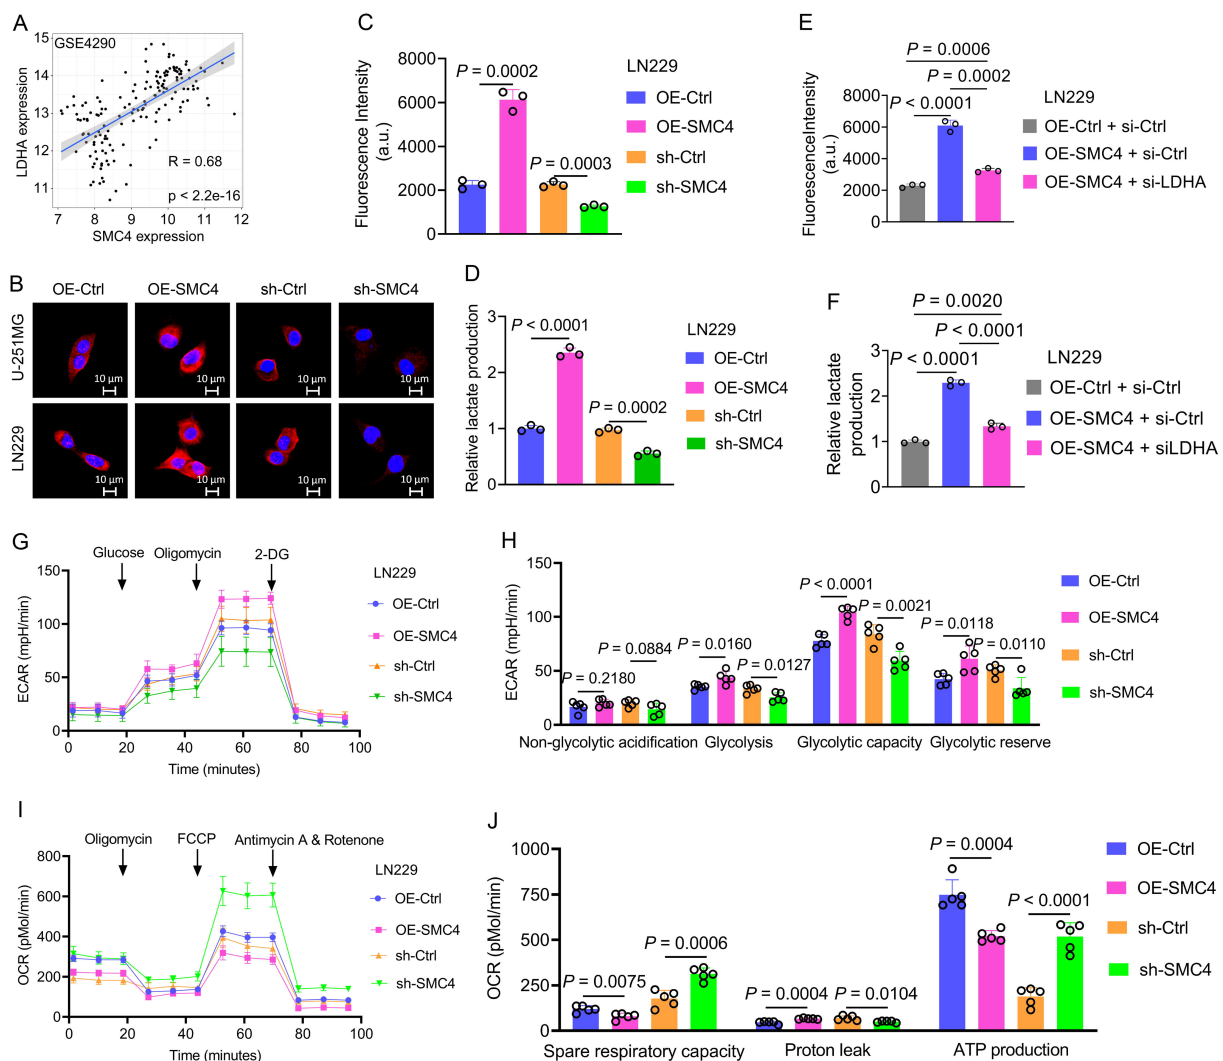 A
GSE4290
LDHA expression
15
14
13
12
11
R = 0.68
p < 2.2e-16
7
8
9
10
11
12
SMC4 expression
B
OE-Ctrl
OE-SMC4
sh-Ctrl
sh-SMC4
U-251MG
10 µm
10 µm
10 µm
10 µm
LN229
10 µm
10 µm
10 µm
10 µm
C
Fluorescence Intensity
(a.u.)
8000
6000
4000
2000
0
P = 0.0002
P = 0.0003
LN229
OE-Ctrl
OE-SMC4
sh-Ctrl
sh-SMC4
D
Relative lactate production
3
2
1
0
P < 0.0001
P = 0.0002
LN229
OE-Ctrl
OE-SMC4
sh-Ctrl
sh-SMC4
E
FluorescenceIntensity
(a.u.)
8000
6000
4000
2000
0
P = 0.0006
P = 0.0002
P < 0.0001
LN229
OE-Ctrl + si-Ctrl
OE-SMC4 + si-Ctrl
OE-SMC4 + si-LDHA
F
Relative lactate
production
3
2
1
0
P = 0.0020
P < 0.0001
P < 0.0001
LN229
OE-Ctrl + si-Ctrl
OE-SMC4 + si-Ctrl
OE-SMC4 + siLDHA
G
Glucose
Oligomycin
2-DG
ECAR (mpH/min)
150
100
50
0
0
20
40
60
80
100
Time (minutes)
LN229
OE-Ctrl
OE-SMC4
sh-Ctrl
sh-SMC4
H
ECAR (mpH/min)
150
100
50
0
P = 0.2180
P = 0.0884
P = 0.0160
P = 0.0127
P < 0.0001
P = 0.0021
P = 0.0118
P = 0.0110
Non-glycolytic acidification
Glycolysis
Glycolytic capacity
Glycolytic reserve
OE-Ctrl
OE-SMC4
sh-Ctrl
sh-SMC4
I
Oligomycin
FCCP
Antimycin A & Rotenone
OCR (pMol/min)
800
600
400
200
0
0
20
40
60
80
100
Time (minutes)
LN229
OE-Ctrl
OE-SMC4
sh-Ctrl
sh-SMC4
J
OCR (pMol/min)
1000
750
500
250
0
P = 0.0075
P = 0.0006
P = 0.0004
P = 0.0104
P = 0.0004
P < 0.0001
Spare respiratory capacity
Proton leak
ATP production
OE-Ctrl
OE-SMC4
sh-Ctrl
sh-SMC4